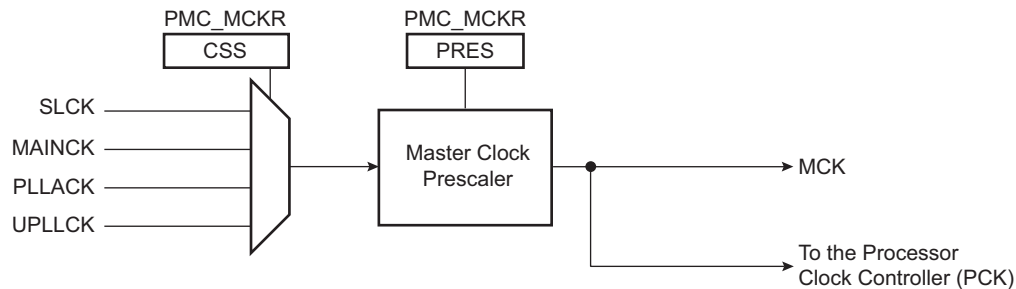 PMC_MCKR
CSS
PMC_MCKR
PRES
SLCK
MAINCK
PLLACK
UPLLCK
Master Clock
Prescaler
MCK
To the Processor
Clock Controller (PCK)